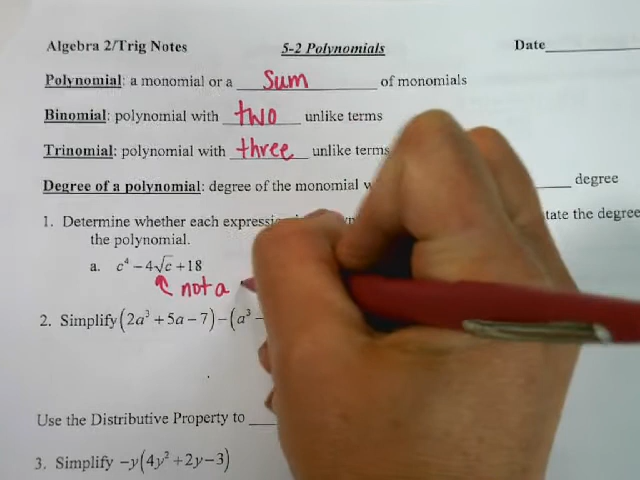 Algebra 2/Trig Notes 5-2 Polynomials Date
Polynomial: a monomial or a sum of monomials
Binomial: polynomial with two unlike terms
Trinomial: polynomial with three unlike terms
Degree of a polynomial: degree of the monomial degree
1. Determine whether each tate the degree
the polynomial.
a. c⁴ − 4√c + 18
not a
2. Simplify (2a³ + 5a − 7) − (a³ −
Use the Distributive Property to
3. Simplify −y(4y² + 2y − 3)